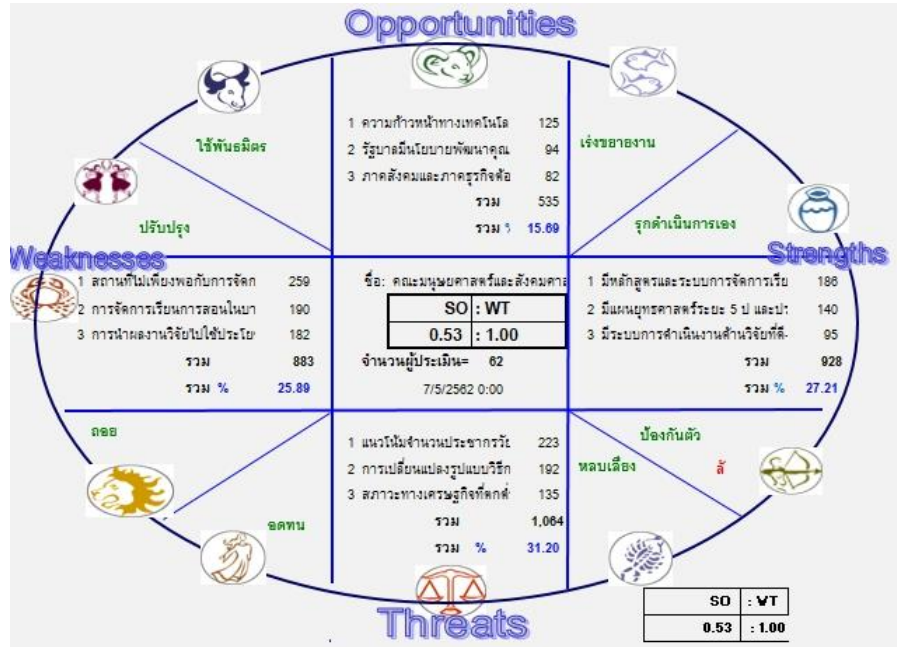 Opportunities
1 ความก้าวหน้าทางเทคโนโล 125
2 รัฐบาลมีนโยบายพัฒนาคุณ 94
3 ภาคสังคมและภาคธุรกิจต้อ 82
รวม 535
รวม % 15.69
ใช้พันธมิตร
เร่งขยายงาน
ปรับปรุง
รุกดำเนินการเอง
Weaknesses
Strengths
1 สถานที่ไม่เพียงพอกับการจัดก 259
2 การจัดการเรียนการสอนในบา 190
3 การนำผลงานวิจัยไปใช้ประโย 182
รวม 883
รวม % 25.89
ชื่อ: คณะมนุษยศาสตร์และสังคมศา
SO : WT
0.53 : 1.00
จำนวนผู้ประเมิน= 62
7/5/2562 0:00
1 มีหลักสูตรและระบบการจัดการเรีย 186
2 มีแผนยุทธศาสตร์ระยะ 5 ปี และป 140
3 มีระบบการดำเนินงานด้านวิจัยที่ดี- 95
รวม 928
รวม % 27.21
ถอย
อดทน
1 แนวโน้มจำนวนประชากรวัย 223
2 การเปลี่ยนแปลงรูปแบบวิธีก 192
3 สภาวะทางเศรษฐกิจที่ตกต่ 135
รวม 1,064
รวม % 31.20
ป้องกันตัว
หลบเลี่ยง
Threats
SO : WT
0.53 : 1.00